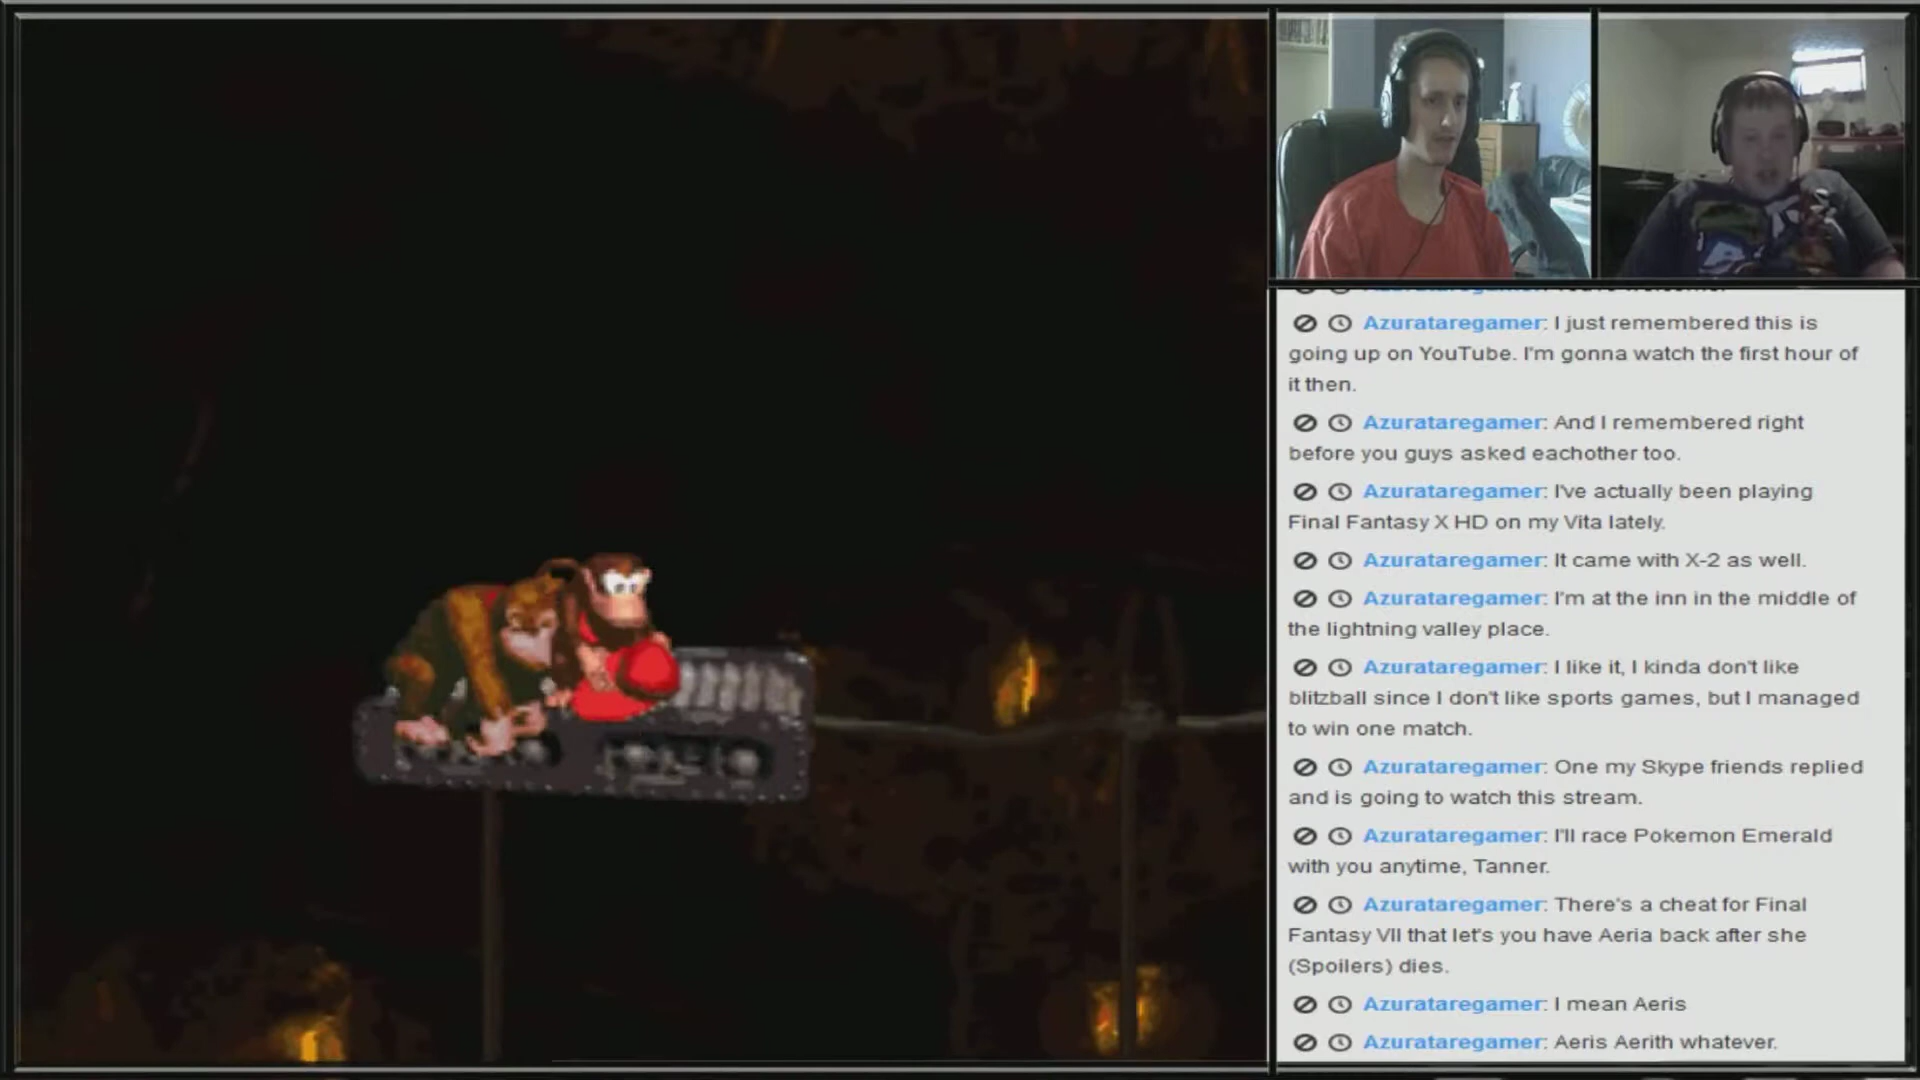 Azurataregamer: I just remembered this is
going up on YouTube. I'm gonna watch the first hour of
it then.
Azurataregamer: And I remembered right
before you guys asked eachother too.
Azurataregamer: I've actually been playing
Final Fantasy X HD on my Vita lately.
Azurataregamer: It came with X-2 as well.
Azurataregamer: I'm at the inn in the middle of
the lightning valley place.
Azurataregamer: I like it, I kinda don't like
blitzball since I don't like sports games, but I managed
to win one match.
Azurataregamer: One my Skype friends replied
and is going to watch this stream.
Azurataregamer: I'll race Pokemon Emerald
with you anytime, Tanner.
Azurataregamer: There's a cheat for Final
Fantasy VII that let's you have Aeria back after she
(Spoilers) dies.
Azurataregamer: I mean Aeris
Azurataregamer: Aeris Aerith whatever.